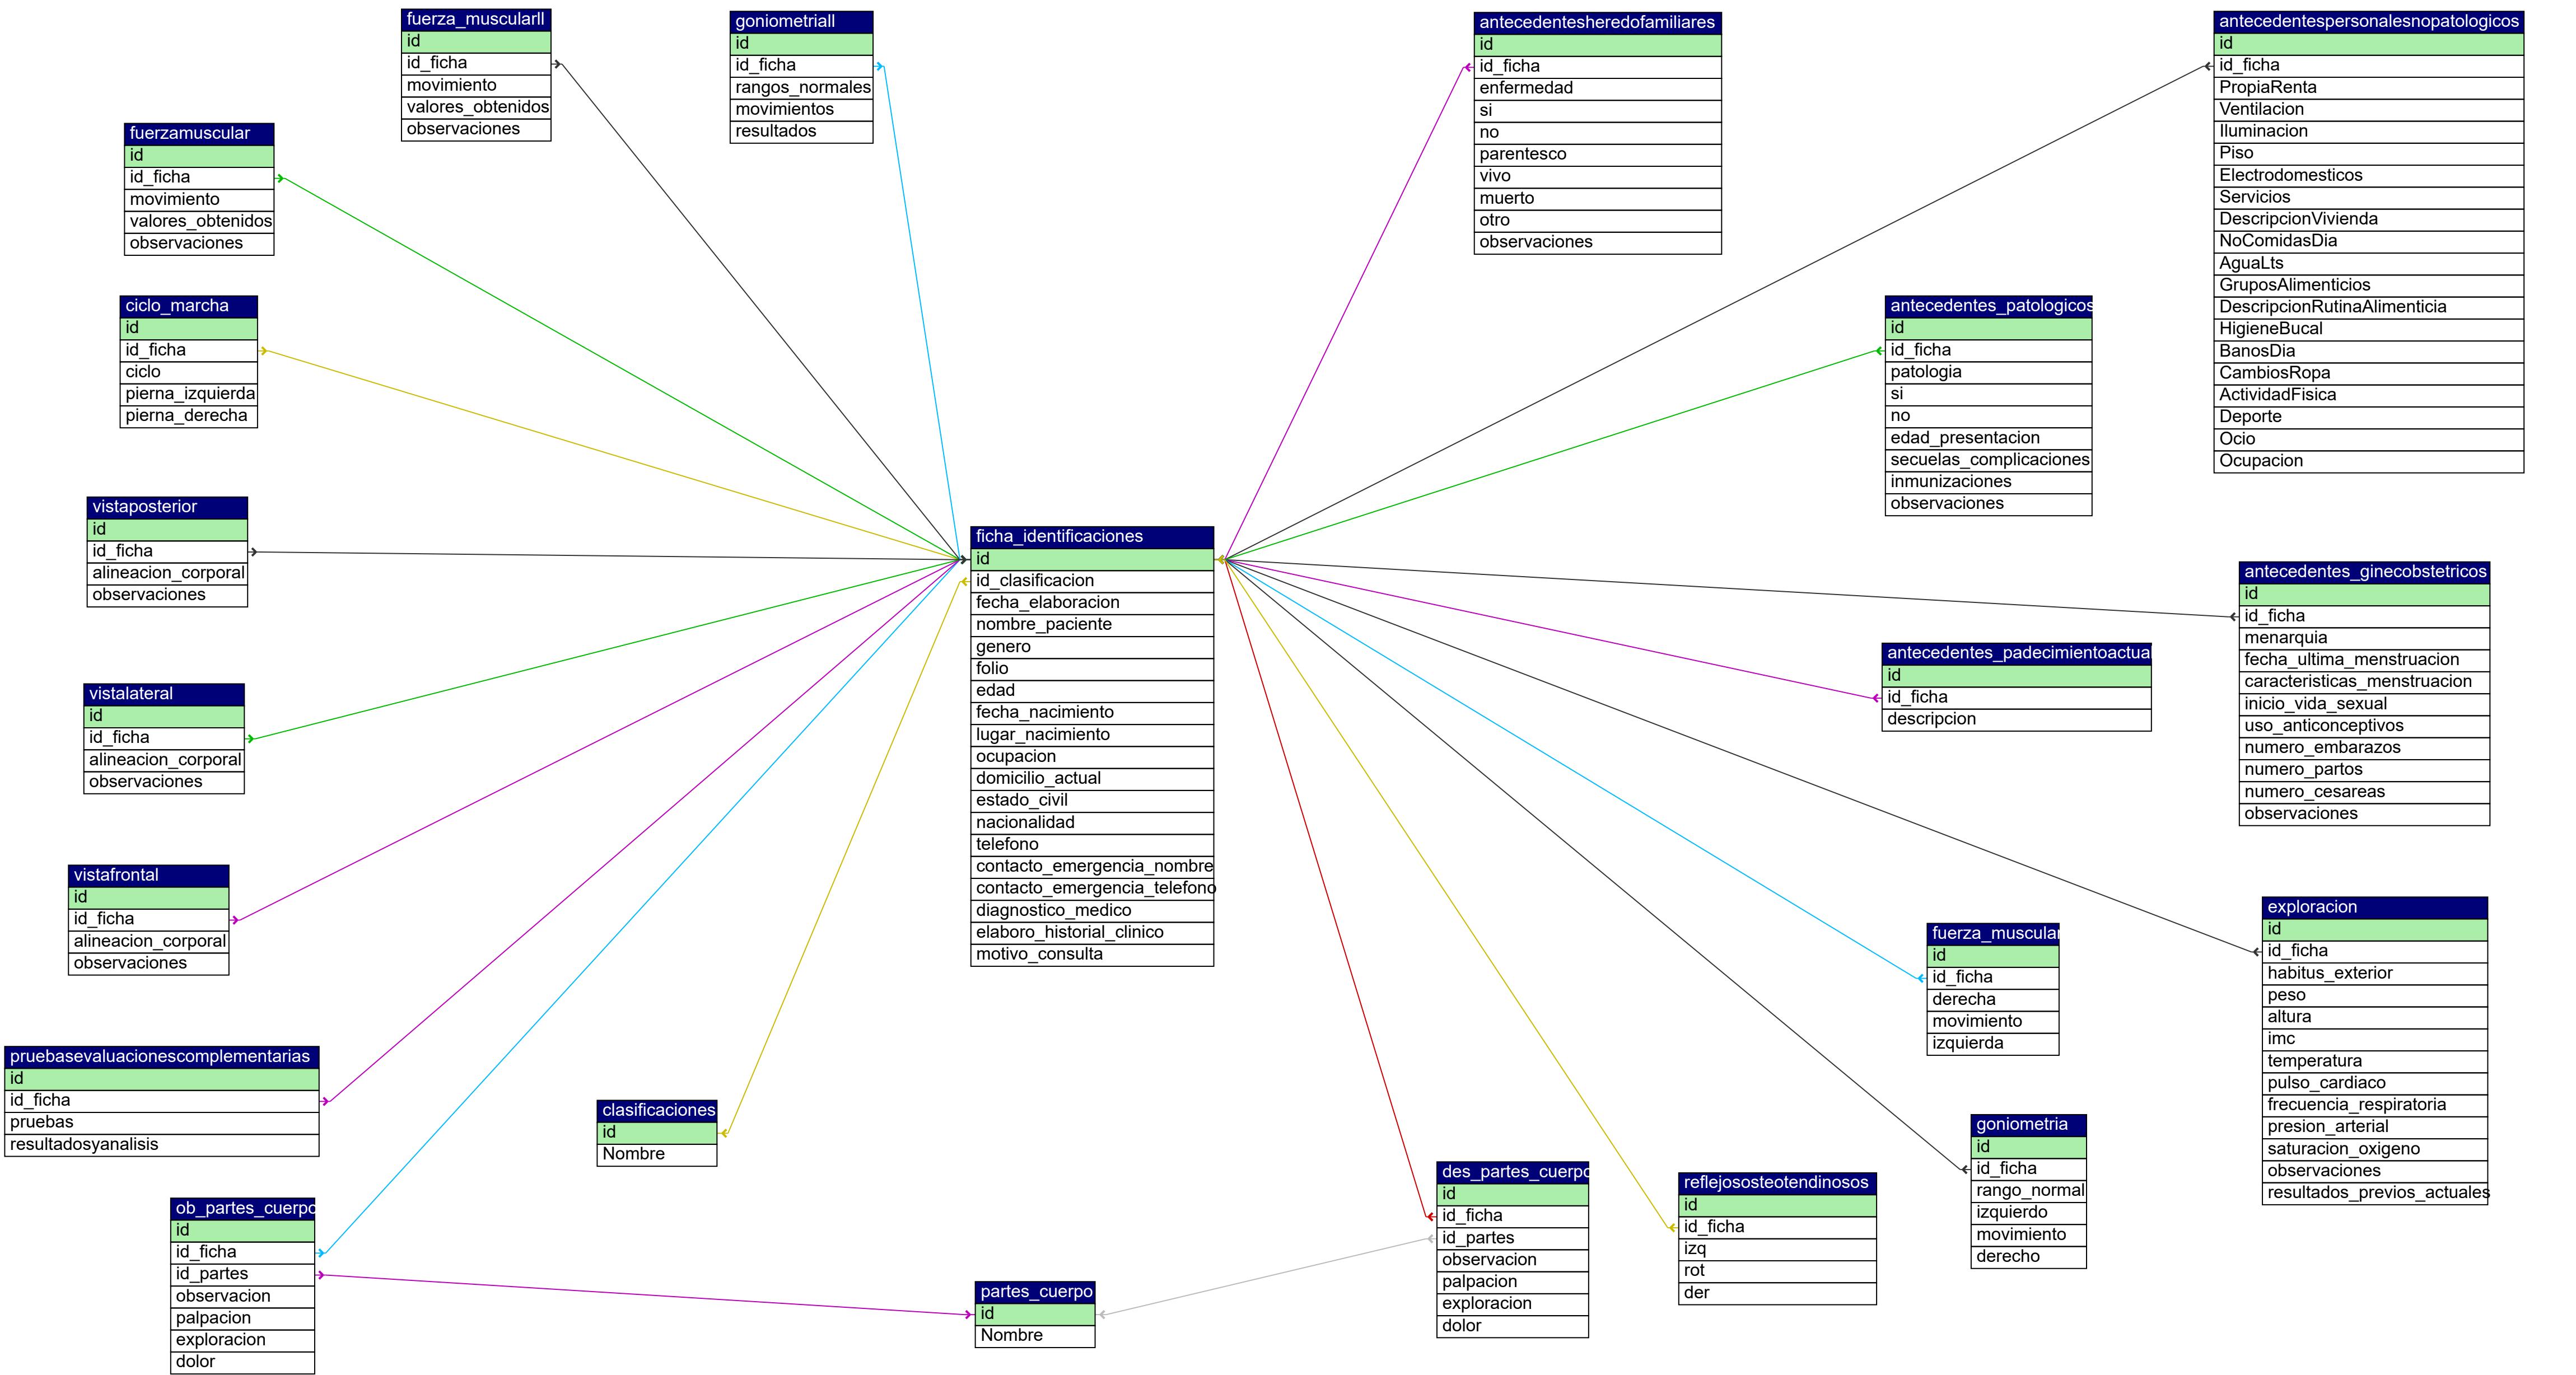 fuerza_muscularll
id
id_ficha
movimiento
valores_obtenidos
observaciones
goniometriall
id
id_ficha
rangos_normales
movimientos
resultados
antecedentesheredofamiliares
id
id_ficha
enfermedad
si
no
parentesco
vivo
muerto
otro
observaciones
antecedentespersonalesnopatologicos
id
id_ficha
PropiaRenta
Ventilacion
Iluminacion
Piso
Electrodomesticos
Servicios
DescripcionVivienda
NoComidasDia
AguaLts
GruposAlimenticios
DescripcionRutinaAlimenticia
HigieneBucal
BanosDia
CambiosRopa
ActividadFisica
Deporte
Ocio
Ocupacion
fuerzamuscular
id
id_ficha
movimiento
valores_obtenidos
observaciones
ciclo_marcha
id
id_ficha
ciclo
pierna_izquierda
pierna_derecha
antecedentes_patologicos
id
id_ficha
patologia
si
no
edad_presentacion
secuelas_complicaciones
inmunizaciones
observaciones
vistaposterior
id
id_ficha
alineacion_corporal
observaciones
ficha_identificaciones
id
id_clasificacion
fecha_elaboracion
nombre_paciente
genero
folio
edad
fecha_nacimiento
lugar_nacimiento
ocupacion
domicilio_actual
estado_civil
nacionalidad
telefono
contacto_emergencia_nombre
contacto_emergencia_telefono
diagnostico_medico
elaboro_historial_clinico
motivo_consulta
antecedentes_ginecobstetricos
id
id_ficha
menarquia
fecha_ultima_menstruacion
caracteristicas_menstruacion
inicio_vida_sexual
uso_anticonceptivos
numero_embarazos
numero_partos
numero_cesareas
observaciones
antecedentes_padecimientoactual
id
id_ficha
descripcion
vistalateral
id
id_ficha
alineacion_corporal
observaciones
vistafrontal
id
id_ficha
alineacion_corporal
observaciones
exploracion
id
id_ficha
habitus_exterior
peso
altura
imc
temperatura
pulso_cardiaco
frecuencia_respiratoria
presion_arterial
saturacion_oxigeno
observaciones
resultados_previos_actuales
fuerza_muscular
id
id_ficha
derecha
movimiento
izquierda
pruebasevaluacionescomplementarias
id
id_ficha
pruebas
resultadosyanalisis
clasificaciones
id
Nombre
goniometria
id
id_ficha
rango_normal
izquierdo
movimiento
derecho
des_partes_cuerpo
id
id_ficha
id_partes
observacion
palpacion
exploracion
dolor
reflejososteotendinosos
id
id_ficha
izq
rot
der
ob_partes_cuerpo
id
id_ficha
id_partes
observacion
palpacion
exploracion
dolor
partes_cuerpo
id
Nombre